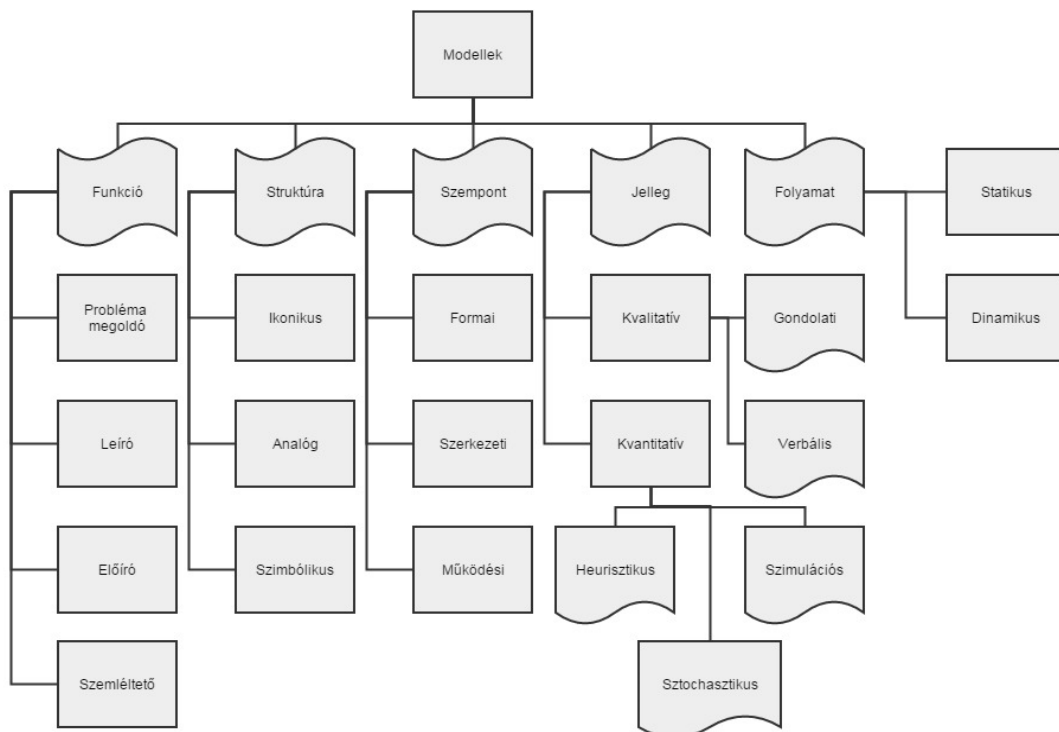 Modellek
Funkció
Struktúra
Szempont
Jelleg
Folyamat
Statikus
Probléma
megoldó
Ikonikus
Formai
Kvalitatív
Gondolati
Dinamikus
Leíró
Analóg
Szerkezeti
Kvantitatív
Verbális
Előíró
Szimbólikus
Működési
Heurisztikus
Szimulációs
Szemléltető
Sztochasztikus